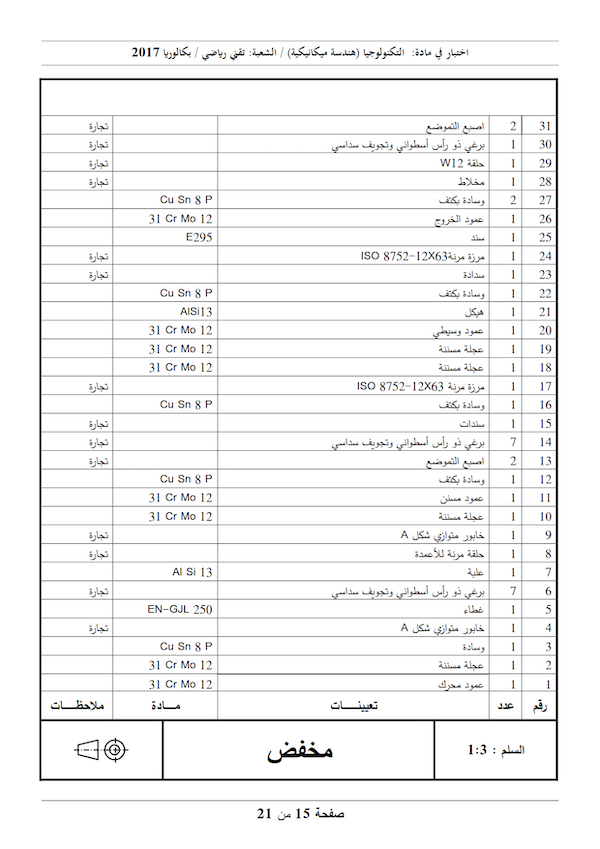 اختبار في مادة: التكنولوجيا (هندسة ميكانيكية) / الشعبة: تقني رياضي / بكالوريا 2017
31 2 اصبع التموضع تجارة
30 1 برغي ذو رأس أسطواني وتجويف سداسي تجارة
29 1 حلقة W12 تجارة
28 1 مخلاط تجارة
27 2 وسادة بكتف Cu Sn 8 P
26 1 عمود الخروج 31 Cr Mo 12
25 1 سند E295
24 1 مرزة مرنة ISO 8752-12X63 تجارة
23 1 سدادة تجارة
22 1 وسادة بكتف Cu Sn 8 P
21 1 هيكل AlSi13
20 1 عمود وسيطي 31 Cr Mo 12
19 1 عجلة مسننة 31 Cr Mo 12
18 1 عجلة مسننة 31 Cr Mo 12
17 1 مرزة مرنة ISO 8752-12X63 تجارة
16 1 وسادة بكتف Cu Sn 8 P
15 1 سندات تجارة
14 7 برغي ذو رأس أسطواني وتجويف سداسي تجارة
13 2 اصبع التموضع تجارة
12 1 وسادة بكتف Cu Sn 8 P
11 1 عمود مسنن 31 Cr Mo 12
10 1 عجلة مسننة 31 Cr Mo 12
9 1 خابور متوازي شكل A تجارة
8 1 حلقة مرنة للأعمدة تجارة
7 1 علبة Al Si 13
6 7 برغي ذو رأس أسطواني وتجويف سداسي تجارة
5 1 غطاء EN-GJL 250
4 1 خابور متوازي شكل A تجارة
3 1 وسادة Cu Sn 8 P
2 1 عجلة مسننة 31 Cr Mo 12
1 1 عمود محرك 31 Cr Mo 12
رقم عدد تعيينـــات مـــادة ملاحظـــات
السلم : 1:3 مخفض
صفحة 15 من 21